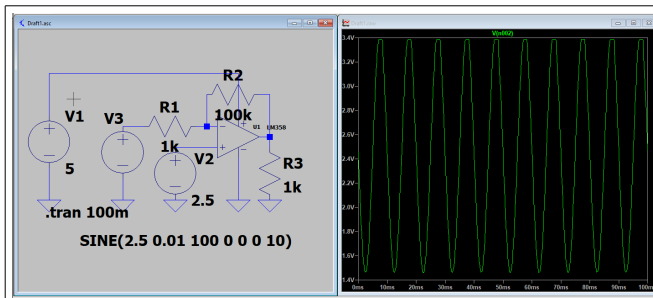 Draft1.asc
Draft1.raw
V(n002)
R2
100k
V1
V3
R1
1k
U1
LM358
V2
5
2.5
R3
1k
.tran 100m
SINE(2.5 0.01 100 0 0 0 10)
3.4V
3.2V
3.0V
2.8V
2.6V
2.4V
2.2V
2.0V
1.8V
1.6V
1.4V
0ms 10ms 20ms 30ms 40ms 50ms 60ms 70ms 80ms 90ms 100ms